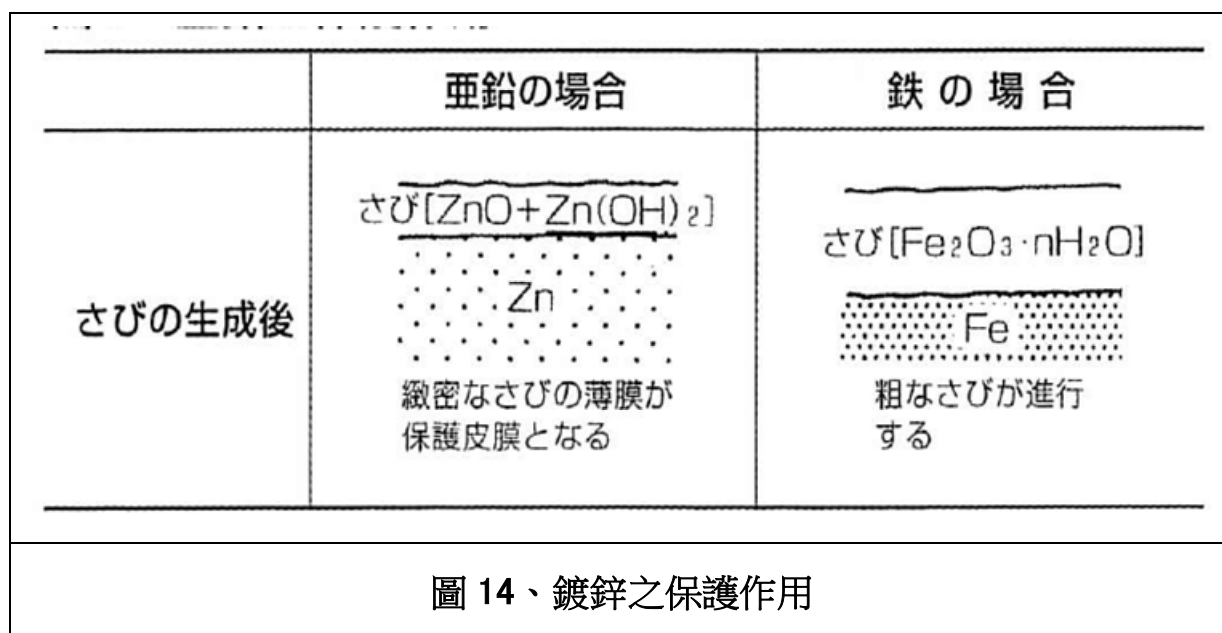 亜鉛の場合
鉄の場合
さびの生成後
さび[ZnO+Zn(OH)₂]
Zn
緻密なさびの薄膜が
保護皮膜となる
さび[Fe₂O₃·nH₂O]
Fe
粗なさびが進行
する
圖 14、鍍鋅之保護作用